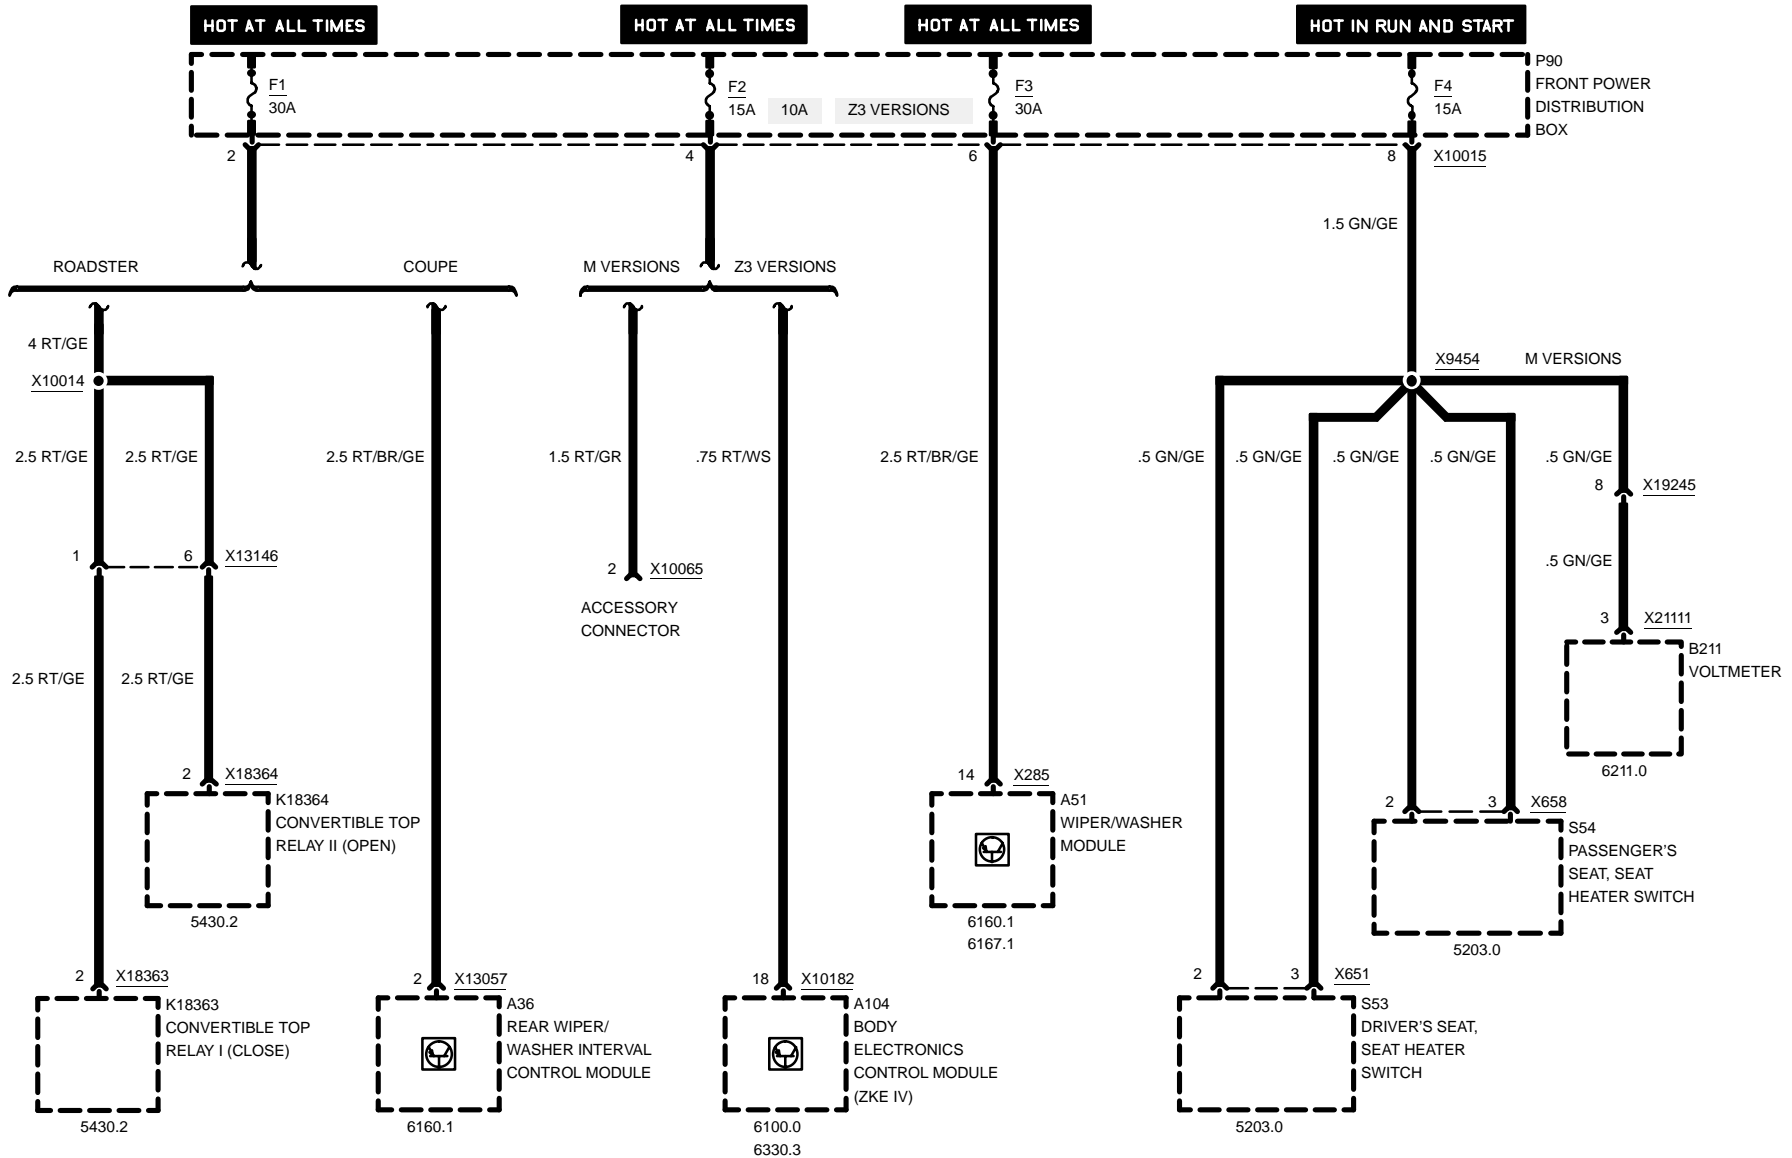 HOT AT ALL TIMES
HOT AT ALL TIMES
HOT AT ALL TIMES
HOT IN RUN AND START
F1
30A
F2
15A 10A Z3 VERSIONS
F3
30A
F4
15A
P90
FRONT POWER
DISTRIBUTION
BOX
2
4
6
8 X10015
1.5 GN/GE
ROADSTER
COUPE
M VERSIONS
Z3 VERSIONS
4 RT/GE
X10014
X9454
M VERSIONS
2.5 RT/GE
2.5 RT/GE
2.5 RT/BR/GE
1.5 RT/GR
.75 RT/WS
2.5 RT/BR/GE
.5 GN/GE
.5 GN/GE
.5 GN/GE
.5 GN/GE
.5 GN/GE
8 X19245
1
6 X13146
2 X10065
ACCESSORY
CONNECTOR
.5 GN/GE
3 X21111
B211
VOLTMETER
6211.0
2.5 RT/GE
2.5 RT/GE
2 X18364
K18364
CONVERTIBLE TOP
RELAY II (OPEN)
5430.2
14 X285
A51
WIPER/WASHER
MODULE
6160.1
6167.1
2
3 X658
S54
PASSENGER'S
SEAT, SEAT
HEATER SWITCH
5203.0
2 X18363
K18363
CONVERTIBLE TOP
RELAY I (CLOSE)
5430.2
2 X13057
A36
REAR WIPER/
WASHER INTERVAL
CONTROL MODULE
6160.1
18 X10182
A104
BODY
ELECTRONICS
CONTROL MODULE
(ZKE IV)
6100.0
6330.3
2
3 X651
S53
DRIVER'S SEAT,
SEAT HEATER
SWITCH
5203.0